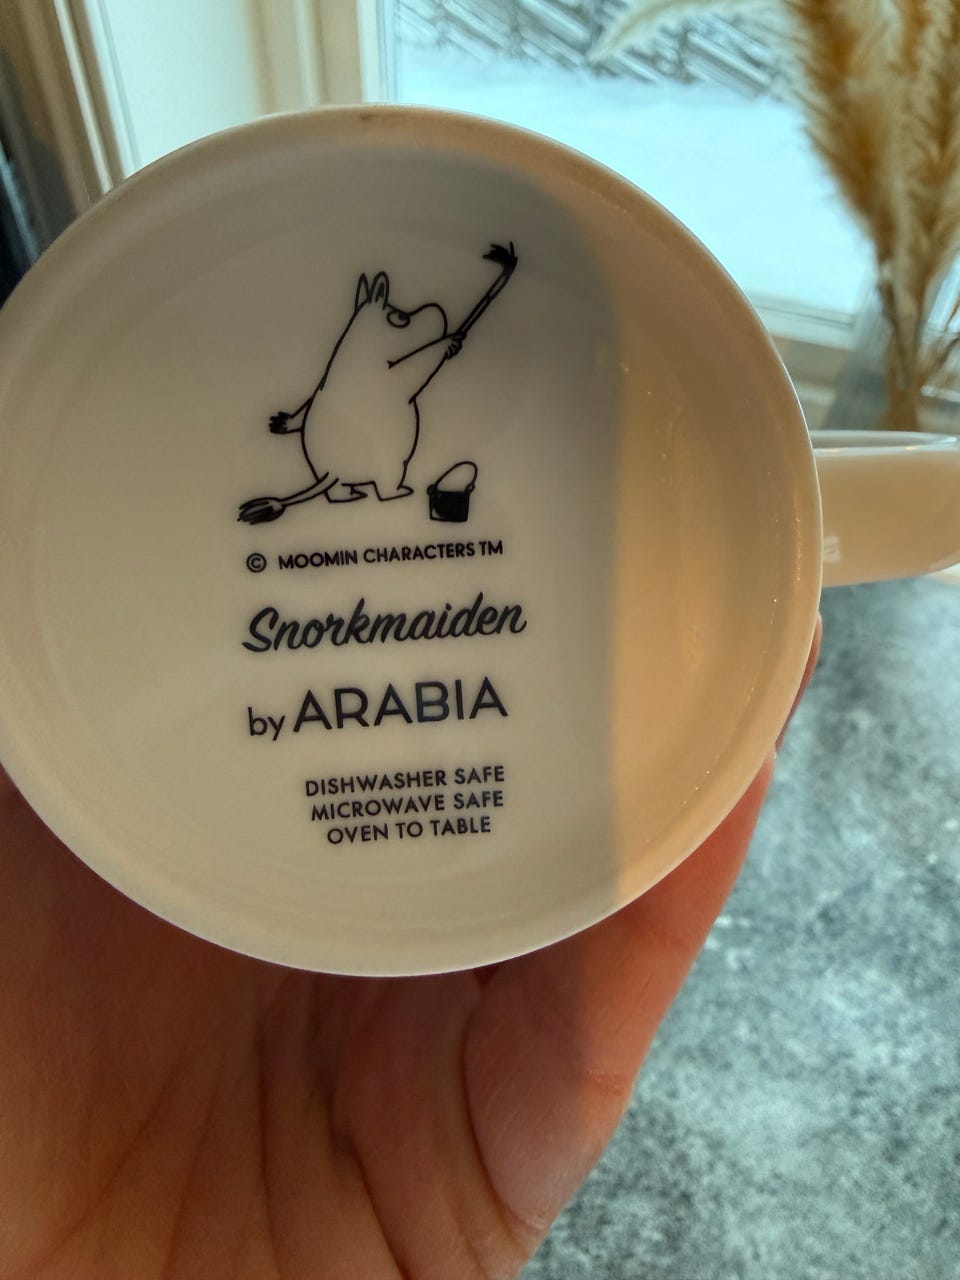 © MOOMIN CHARACTERS TM
Snorkmaiden
by ARABIA
DISHWASHER SAFE
MICROWAVE SAFE
OVEN TO TABLE